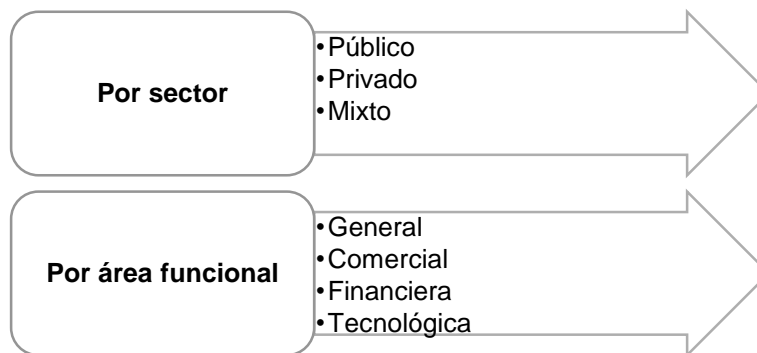 Por sector
•Público
•Privado
•Mixto
Por área funcional
•General
•Comercial
•Financiera
•Tecnológica